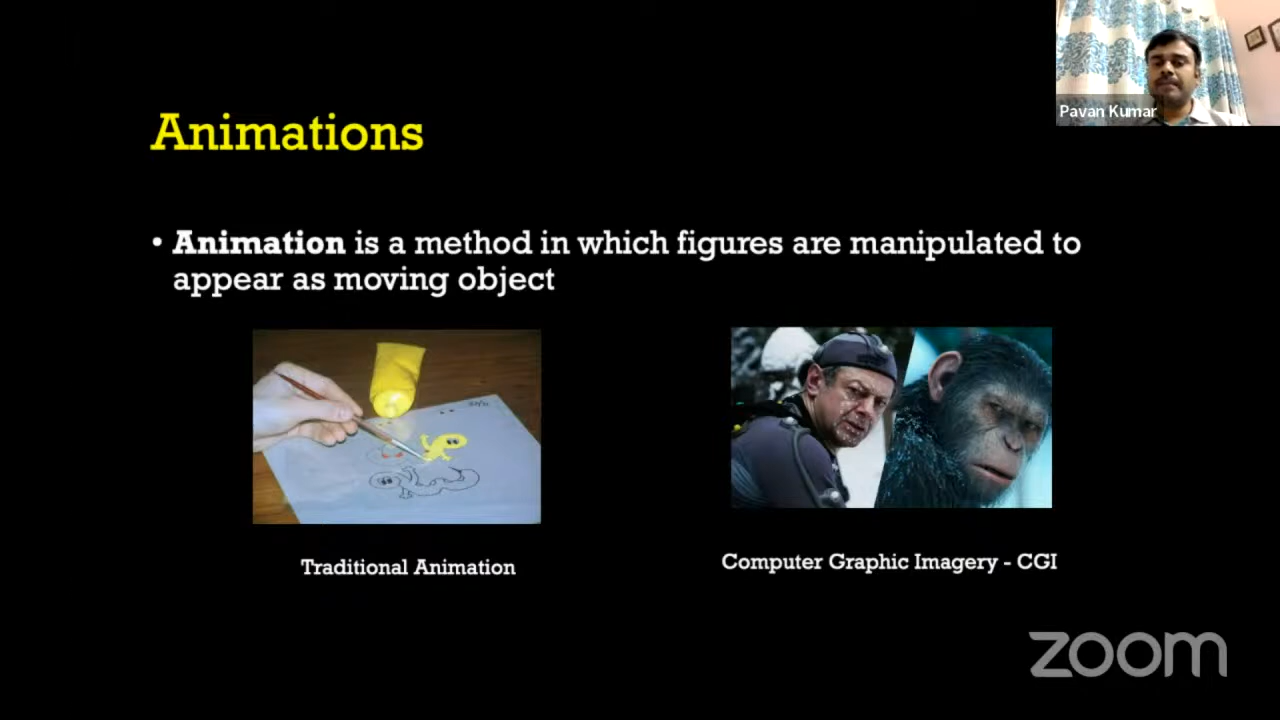 Pavan Kumar
Animations
• Animation is a method in which figures are manipulated to
appear as moving object
Traditional Animation
Computer Graphic Imagery - CGI
zoom